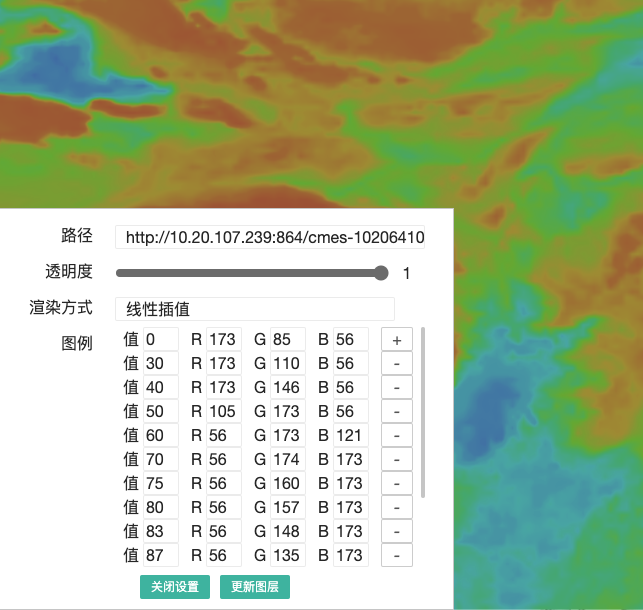 路径 http://10.20.107.239:864/cmes-10206410
透明度 1
渲染方式 线性插值
图例 值 0 R 173 G 85 B 56 +
值 30 R 173 G 110 B 56 -
值 40 R 173 G 146 B 56 -
值 50 R 105 G 173 B 56 -
值 60 R 56 G 173 B 121 -
值 70 R 56 G 174 B 173 -
值 75 R 56 G 160 B 173 -
值 80 R 56 G 157 B 173 -
值 83 R 56 G 148 B 173 -
值 87 R 56 G 135 B 173 -
关闭设置 更新图层